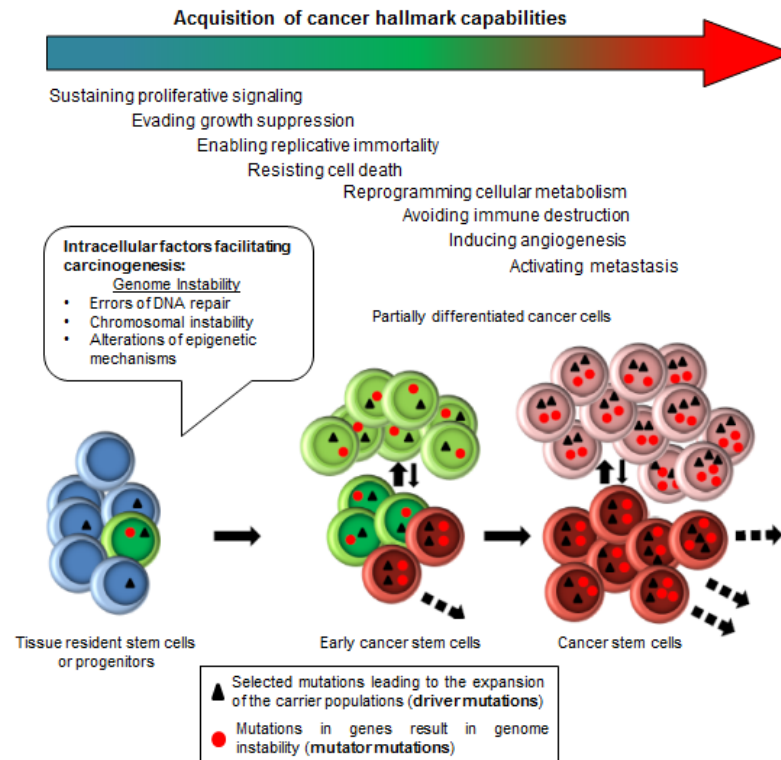 Acquisition of cancer hallmark capabilities
Sustaining proliferative signaling
Evading growth suppression
Enabling replicative immortality
Resisting cell death
Reprogramming cellular metabolism
Avoiding immune destruction
Inducing angiogenesis
Activating metastasis
Intracellular factors facilitating
carcinogenesis:
Genome Instability
• Errors of DNA repair
• Chromosomal instability
• Alterations of epigenetic
mechanisms
Partially differentiated cancer cells
Tissue resident stem cells
or progenitors
Early cancer stem cells
Cancer stem cells
Selected mutations leading to the expansion
of the carrier populations (driver mutations)
Mutations in genes result in genome
instability (mutator mutations)